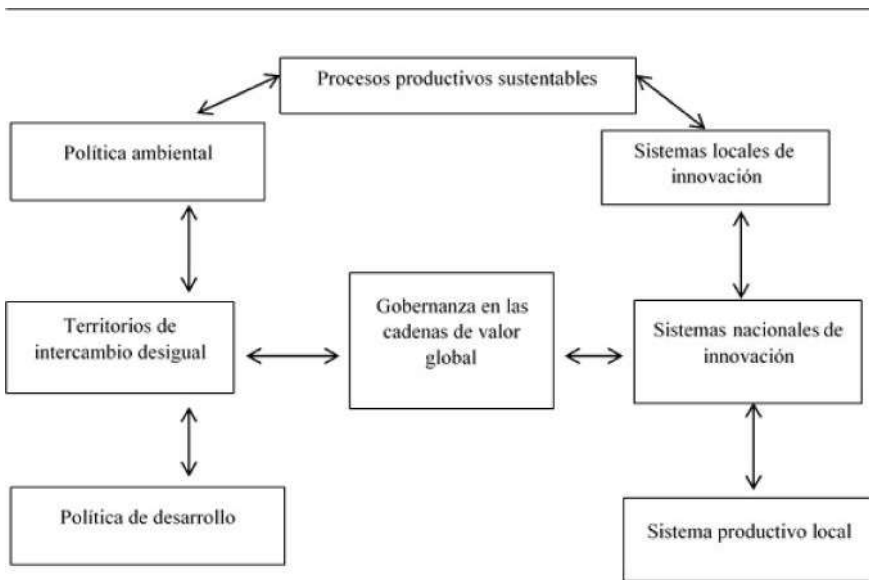 Procesos productivos sustentables
Política ambiental
Sistemas locales de
innovación
Territorios de
intercambio desigual
Gobernanza en las
cadenas de valor
global
Sistemas nacionales de
innovación
Política de desarrollo
Sistema productivo local